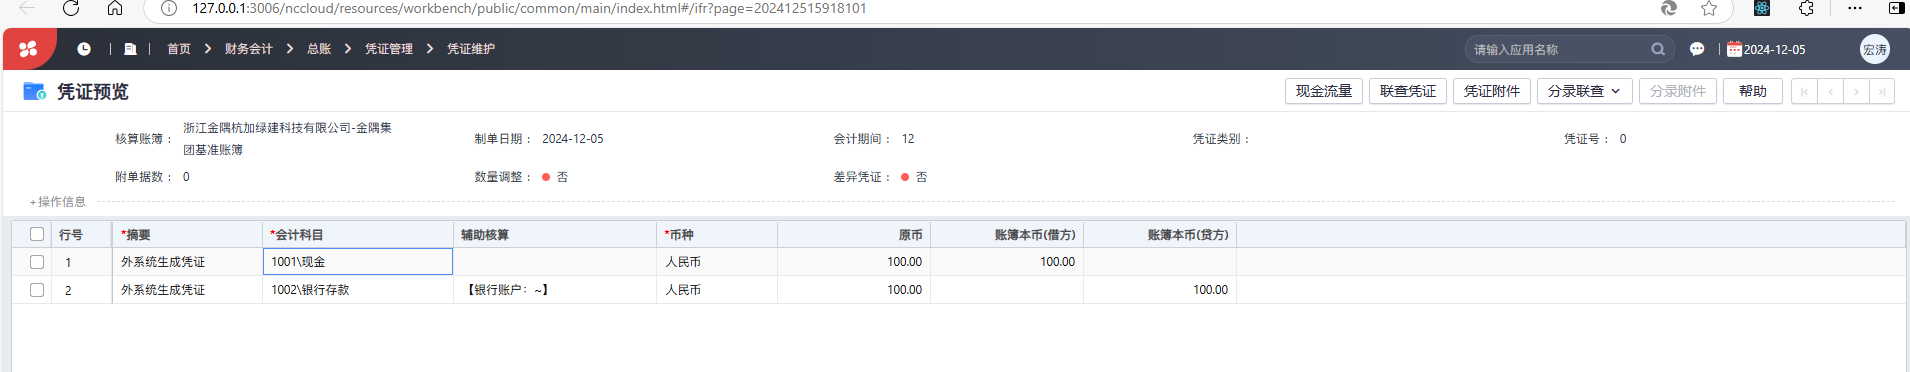 127.0.0.1:3006/nccloud/resources/workbench/public/common/main/index.html#/ifr?page=202412515918101
首页 > 财务会计 > 总账 > 凭证管理 > 凭证维护 请输入应用名称 2024-12-05 宏涛
凭证预览 现金流量 联查凭证 凭证附件 分录联查 分录附件 帮助
核算账簿： 浙江金隅杭加绿建科技有限公司-金隅集团基准账簿 制单日期： 2024-12-05 会计期间： 12 凭证类别： 凭证号： 0
附单据数： 0 数量调整： 否 差异凭证： 否
+操作信息
行号 *摘要 *会计科目 辅助核算 *币种 原币 账簿本币(借方) 账簿本币(贷方)
1 外系统生成凭证 1001\现金 人民币 100.00 100.00
2 外系统生成凭证 1002\银行存款 【银行账户：~】 人民币 100.00 100.00